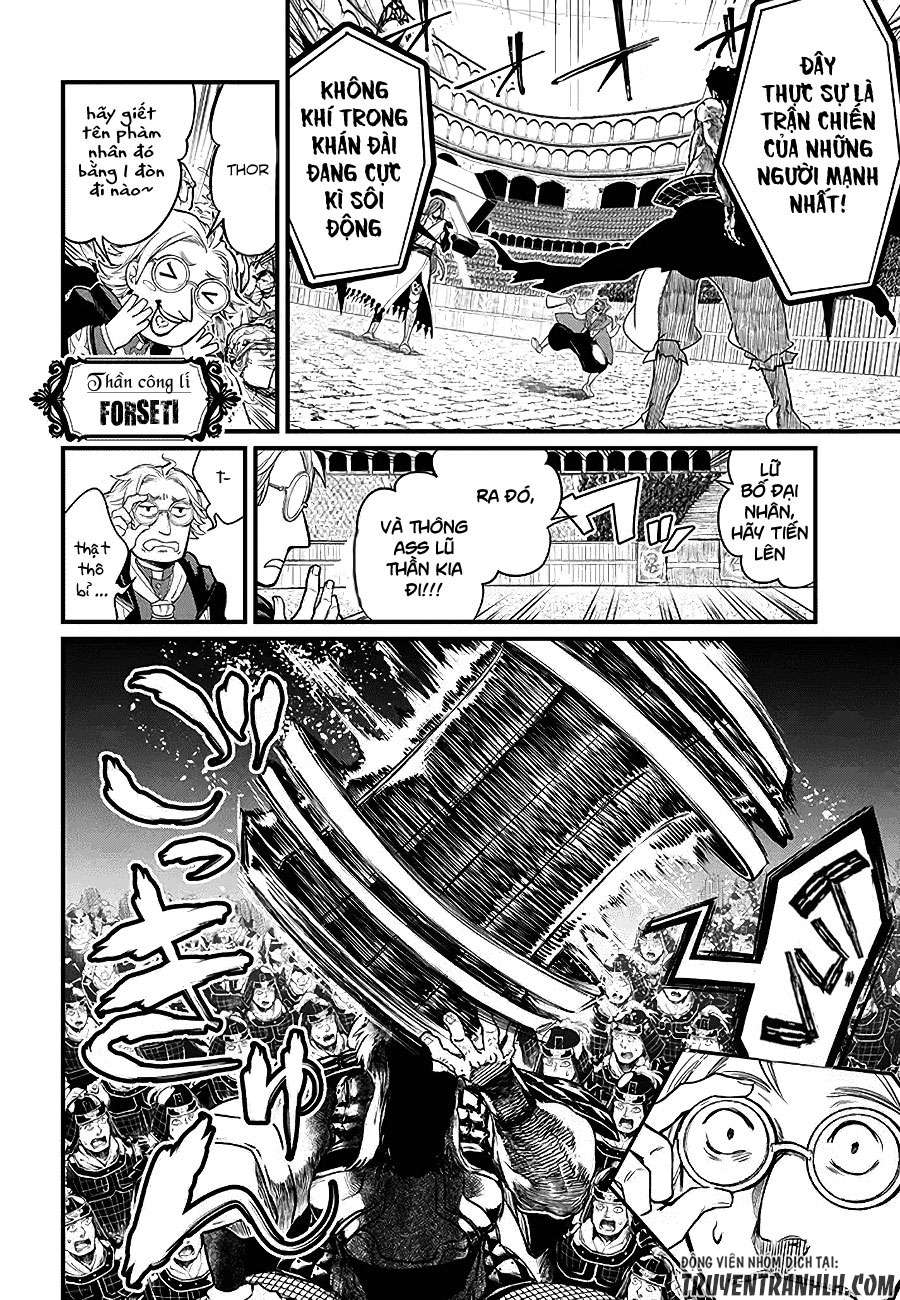 ĐÂY
THỰC SỰ LÀ
TRẬN CHIẾN
CỦA NHỮNG
NGƯỜI MẠNH
NHẤT!
KHÔNG
KHÍ TRONG
KHÁN ĐÀI
ĐANG CỰC
KÌ SÔI
ĐỘNG
THOR
hãy giết
tên phàm
nhân đó
bằng 1 đòn
đi nào~
Thần công lí
FORSETI
LỮ
BỐ ĐẠI
NHÂN,
HÃY TIẾN
LÊN
RA ĐÓ,
VÀ THÔNG
ASS LŨ
THẦN KIA
ĐI!!!
T-
thật
thô
bỉ ...
VỤT
ĐỘNG VIÊN NHÓM DỊCH TẠI:
TRUYENTRANHLH.COM